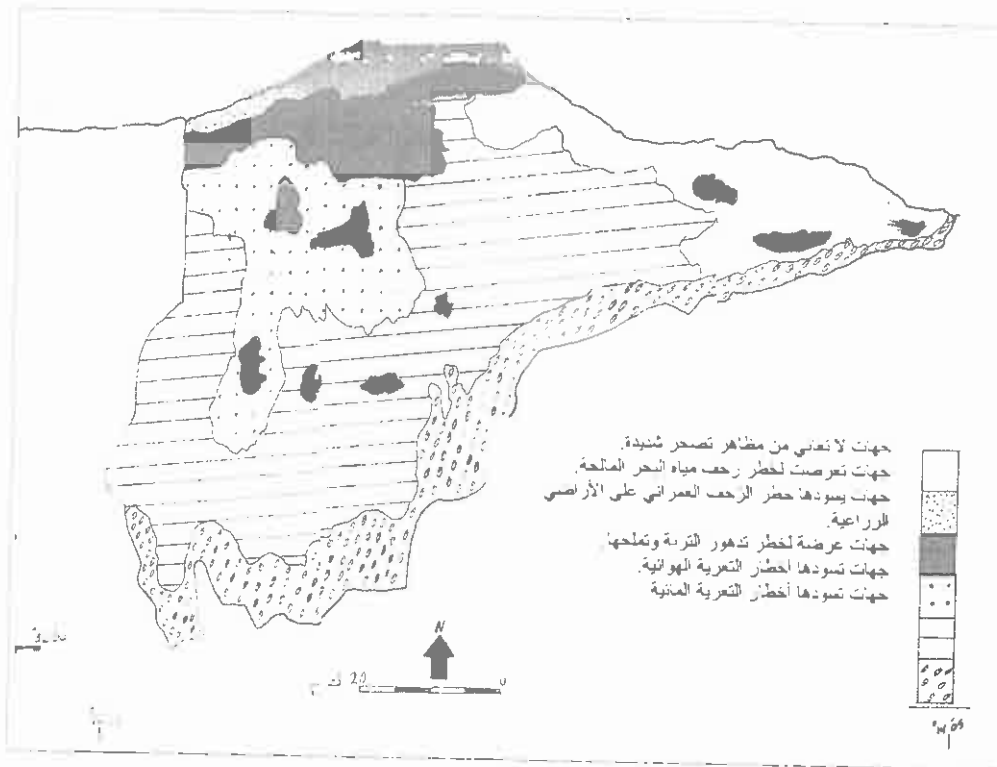 جهات لا تعاني من مظاهر تصحر شديدة.
جهات تعرضت لخطر زحف مياه البحر المالحة.
جهات يسودها خطر الزحف العمراني على الأراضي
الزراعية.
جهات عرضة لخطر تدهور التربة وتملحها.
جهات تسودها أخطار التعرية الهوائية.
جهات تسودها أخطار التعرية المائية
N
20
0